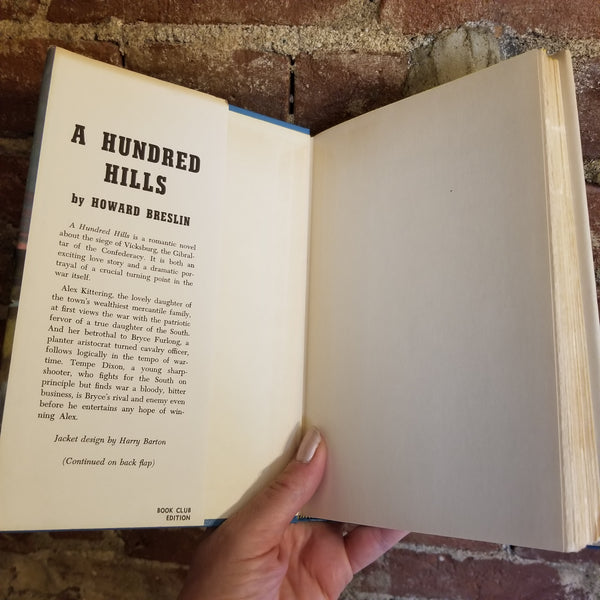 A HUNDRED
HILLS
by HOWARD BRESLIN
A Hundred Hills is a romantic novel
about the siege of Vicksburg, the Gibral-
tar of the Confederacy. It is both an
exciting love story and a dramatic por-
trayal of a crucial turning point in the
war itself.
Alex Kittering, the lovely daughter of
the town's wealthiest mercantile family,
at first views the war with the patriotic
fervor of a true daughter of the South.
And her betrothal to Bryce Furlong, a
planter aristocrat turned cavalry officer,
follows logically in the tempo of war-
time. Tempe Dixon, a young sharp-
shooter, who fights for the South on
principle but finds war a bloody, bitter
business, is Bryce's rival and enemy even
before he entertains any hope of win-
ning Alex.
Jacket design by Harry Barton
(Continued on back flap)
BOOK CLUB
EDITION